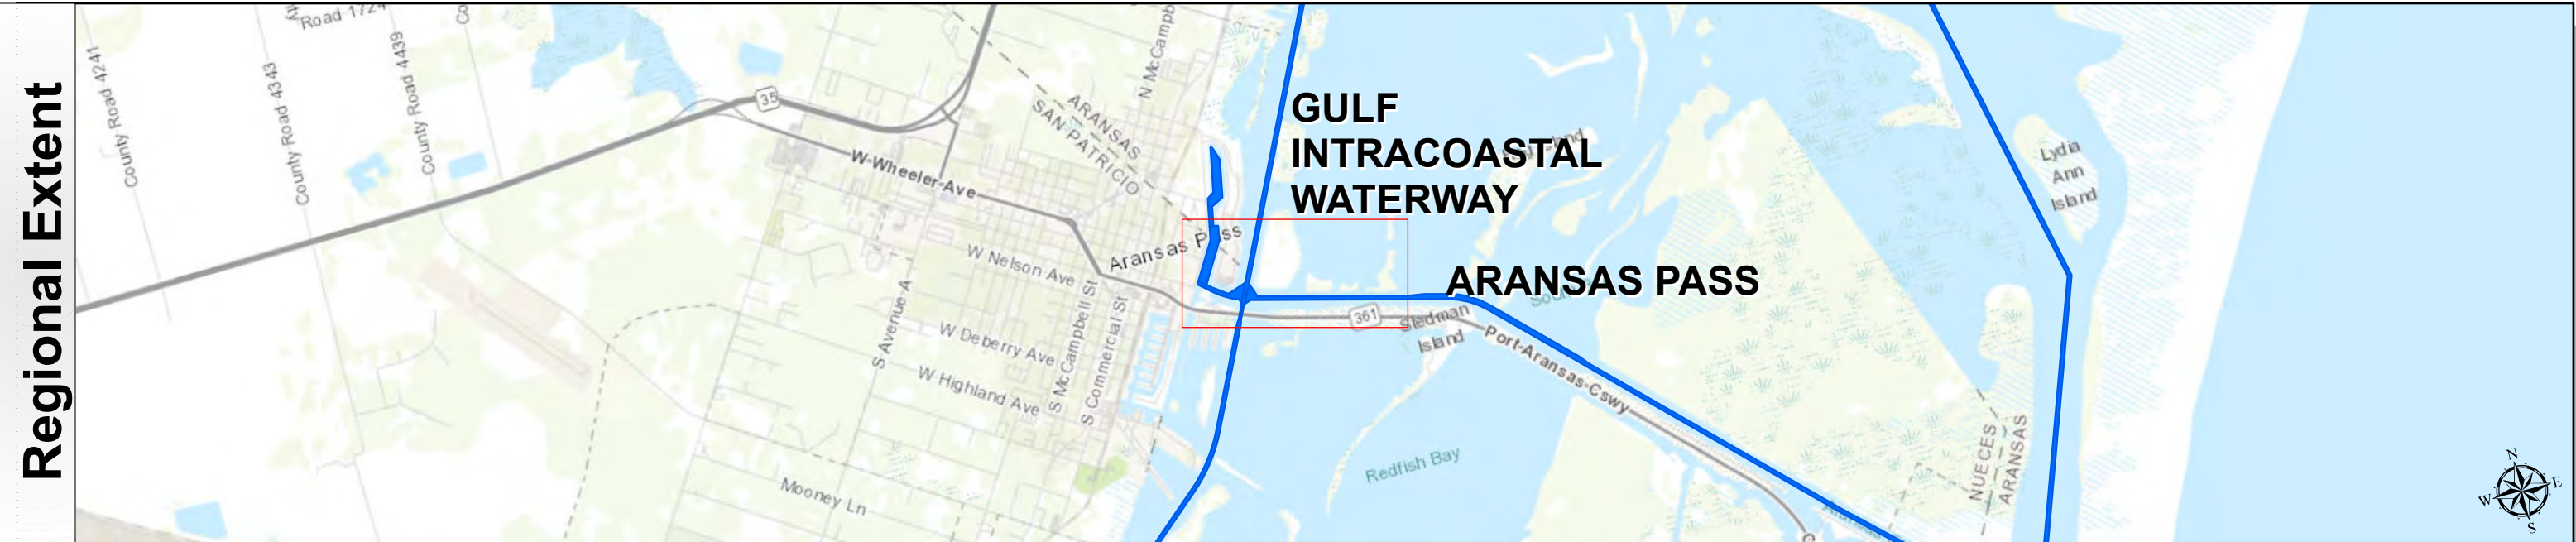 Regional Extent
Road 172
County Road 4241
County Road 4343
County Road 4439
35
W-Wheeler-Ave
N McCampb
ARANSAS
SAN PATRICIO
W Nelson Ave
Aransas Pass
S Avenue A
W Deberry Ave
W Highland Ave
S McCampbell St
S Commercial St
Mooney Ln
GULF
INTRACOASTAL
WATERWAY
ARANSAS PASS
361
Stedman
Island
Port-Aransas-Cswy
Redfish Bay
Lydia
Ann
Island
NUECES
ARANSAS
N
W
E
S